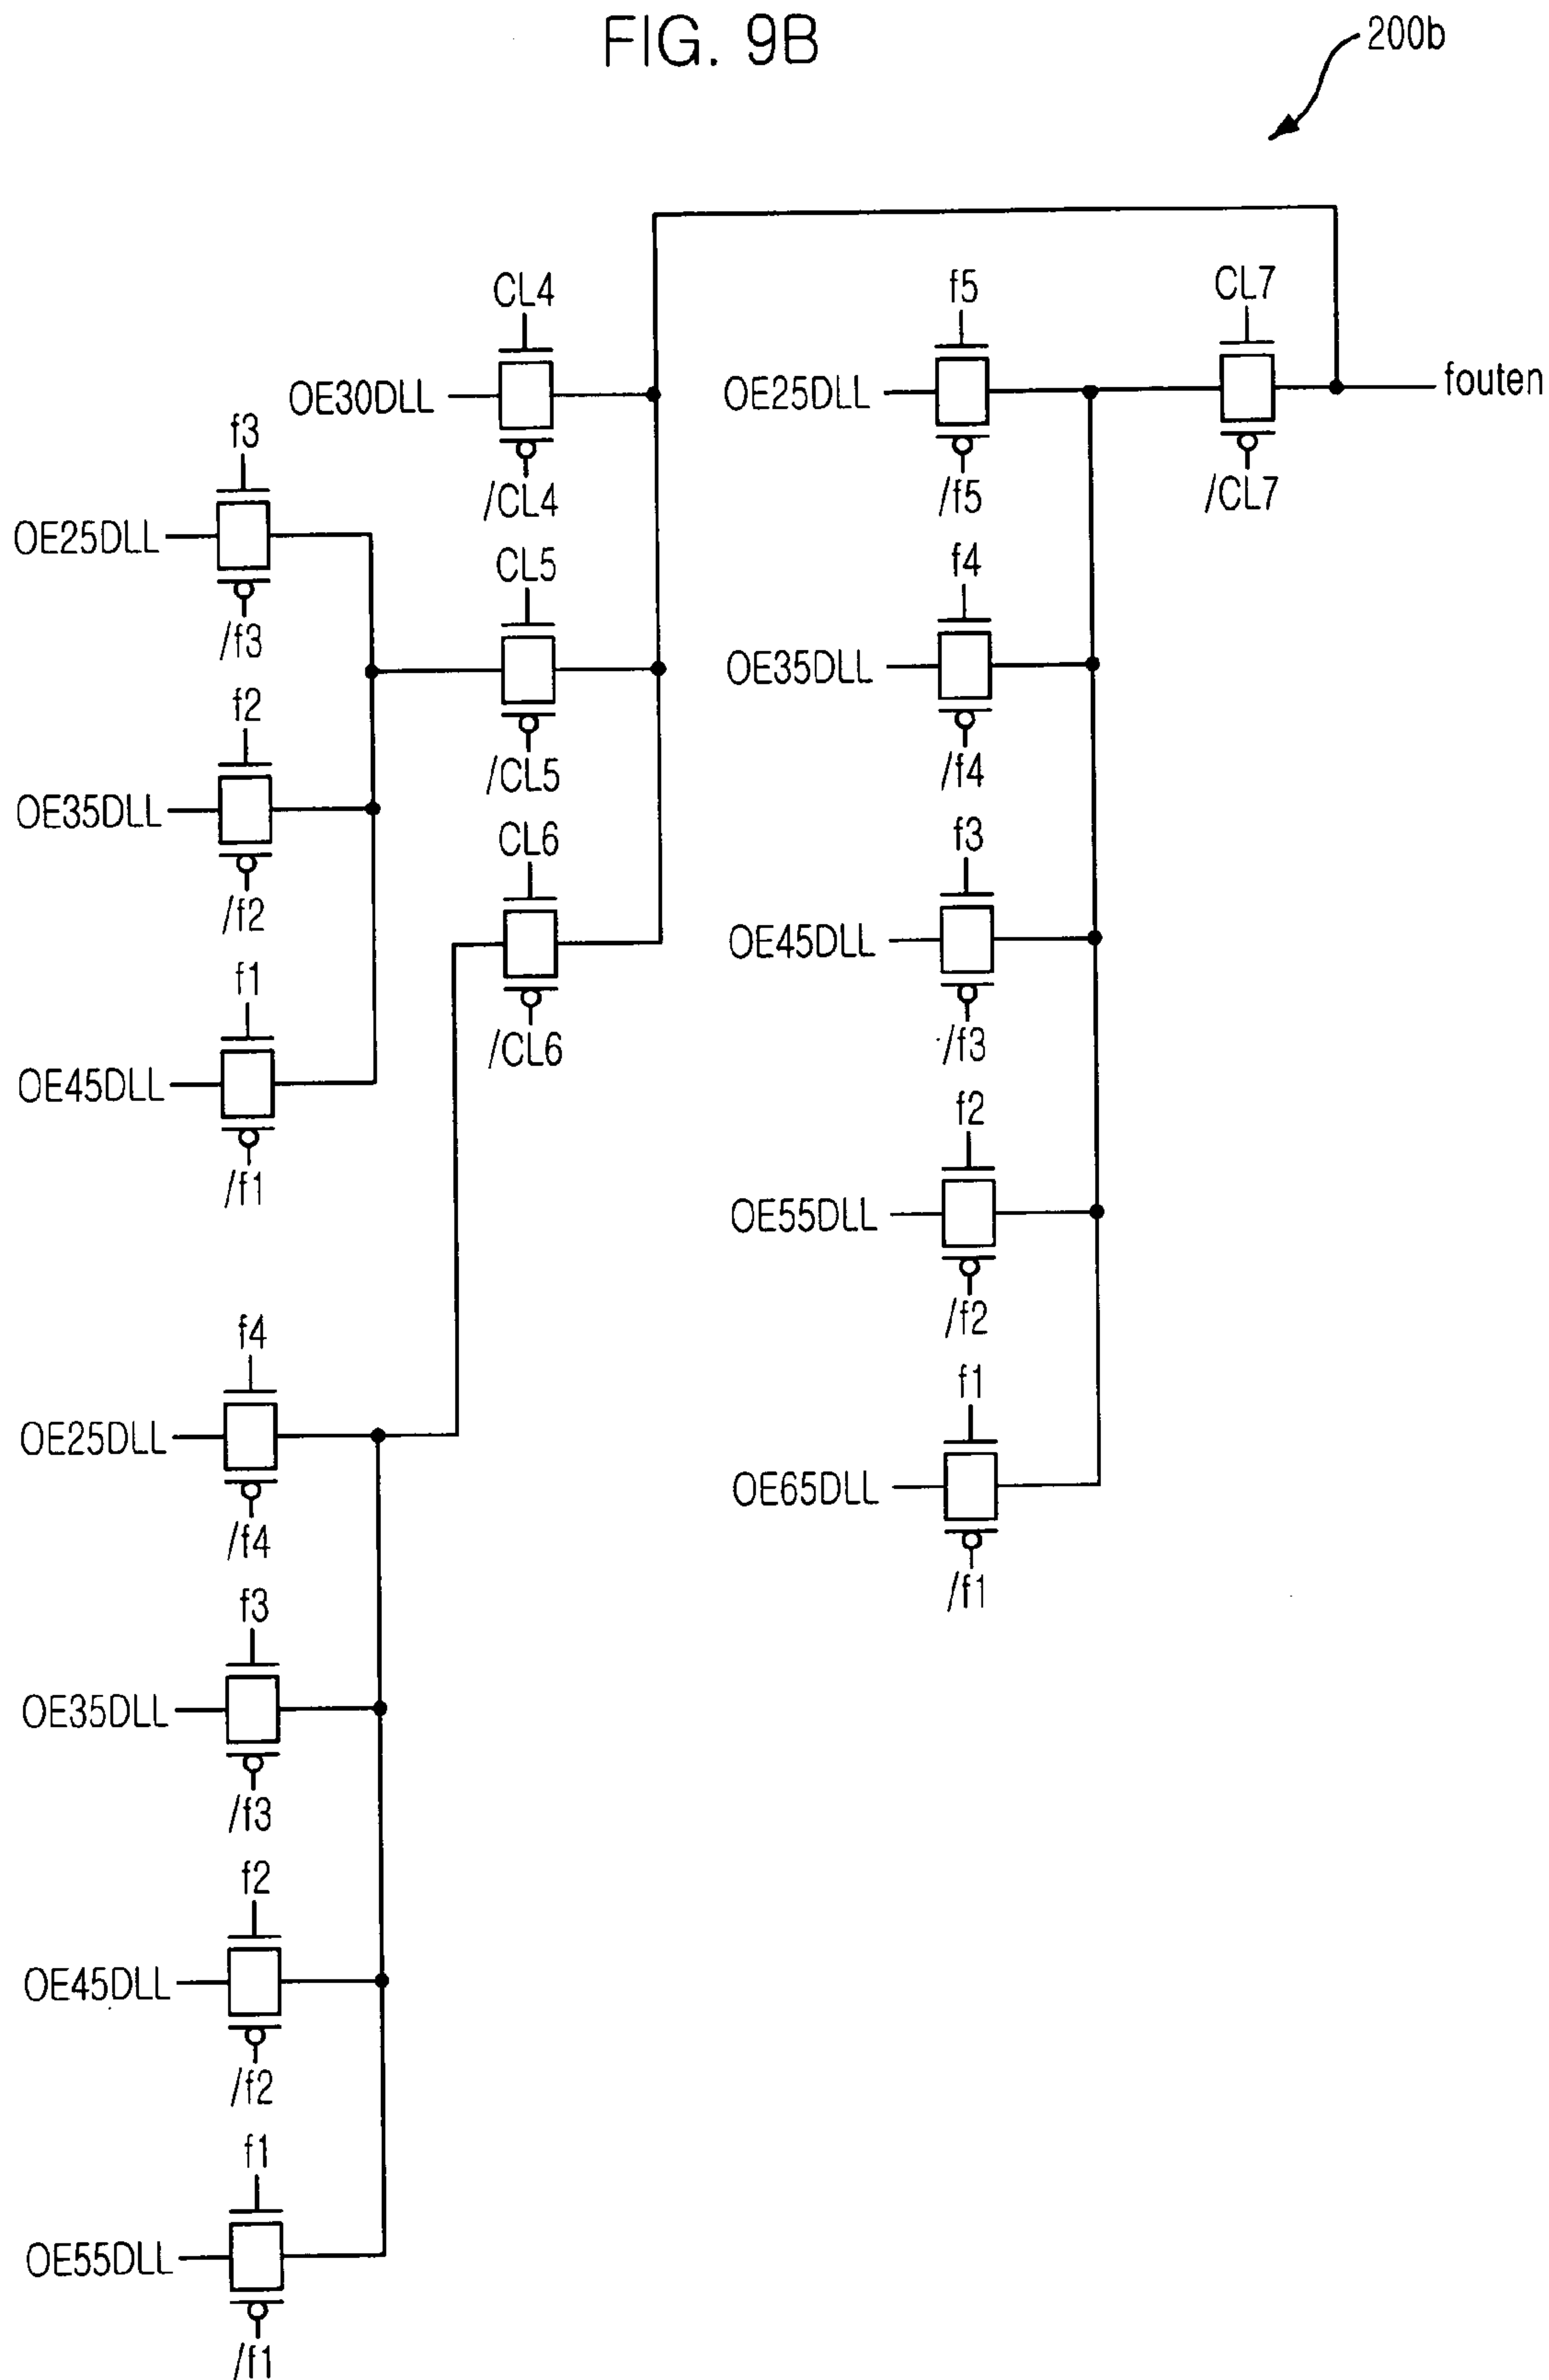 FIG. 9B
200b
CL4
OE30DLL
/CL4
f5
OE25DLL
/f5
CL7
fouten
/CL7
f3
OE25DLL
/f3
CL5
/CL5
f4
OE35DLL
/f4
f2
OE35DLL
/f2
CL6
/CL6
f3
OE45DLL
/f3
f1
OE45DLL
/f1
f2
OE55DLL
/f2
f4
OE25DLL
/f4
f1
OE65DLL
/f1
f3
OE35DLL
/f3
f2
OE45DLL
/f2
f1
OE55DLL
/f1